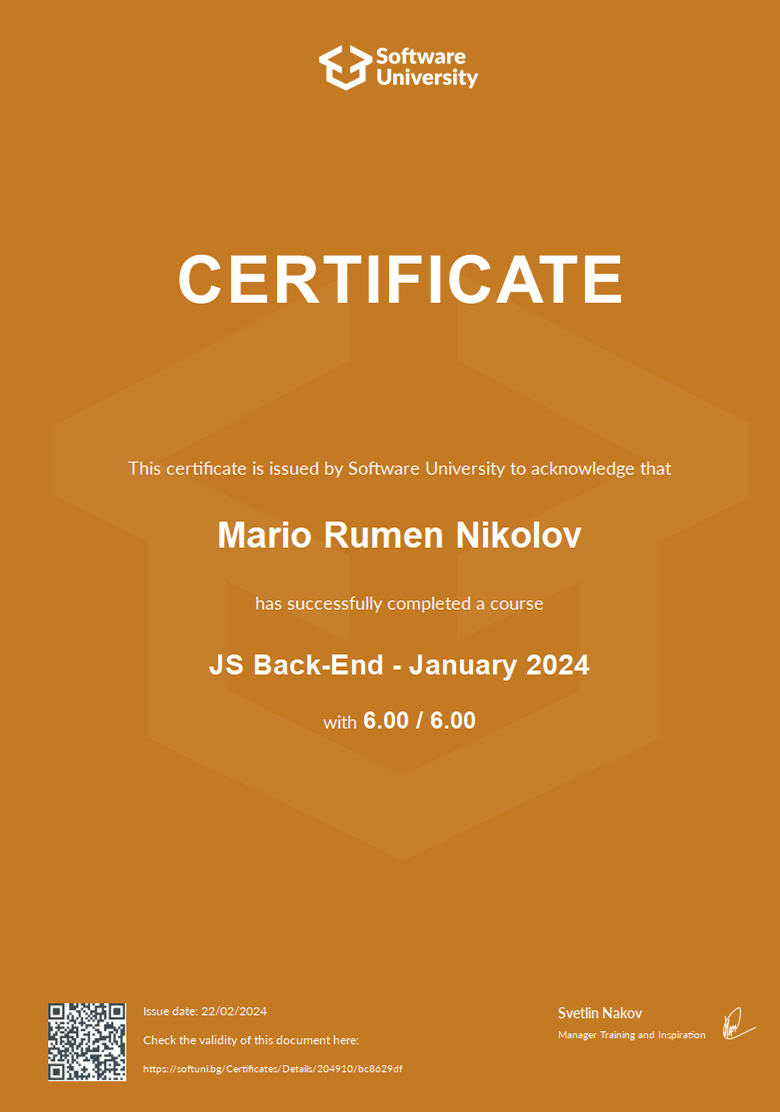 Software
University
CERTIFICATE
This certificate is issued by Software University to acknowledge that
Mario Rumen Nikolov
has successfully completed a course
JS Back-End - January 2024
with 6.00 / 6.00
Issue date: 22/02/2024
Check the validity of this document here:
https://softuni.bg/Certificates/Details/204910/bc8629df
Svetlin Nakov
Manager Training and Inspiration